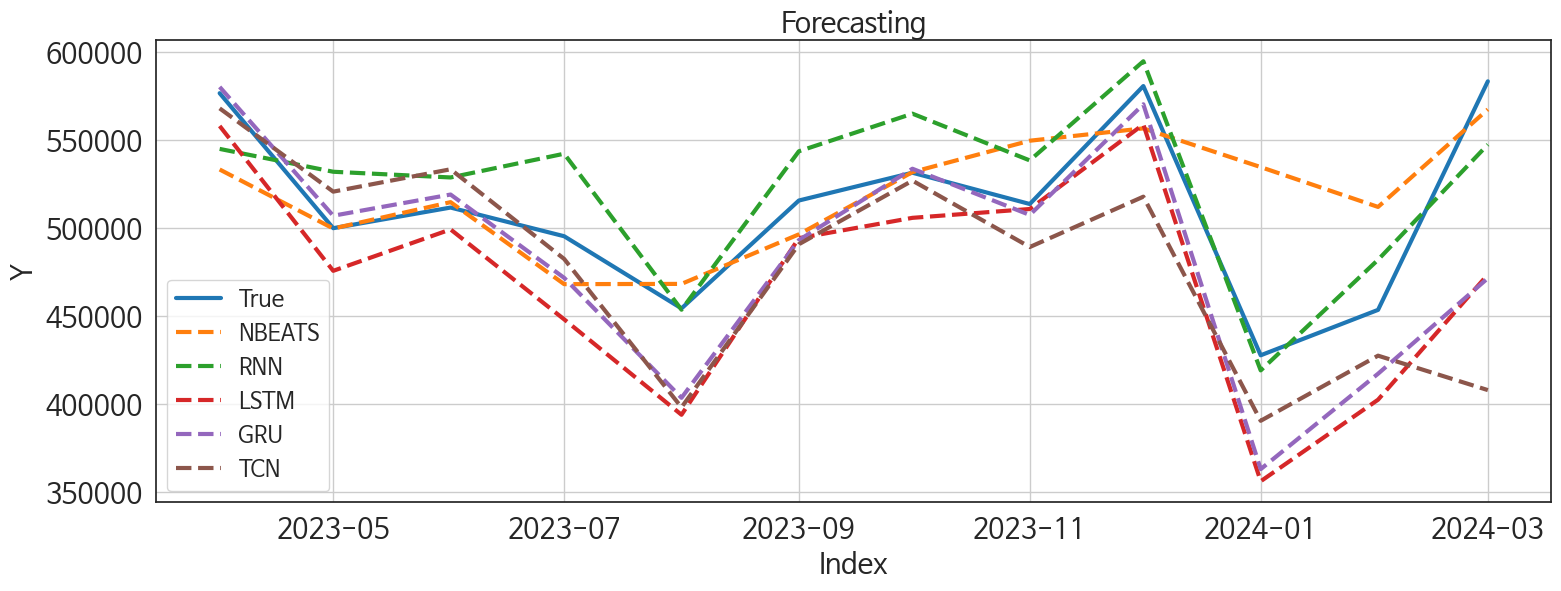 Forecasting
600000
550000
500000
450000
400000
350000
Y
True
NBEATS
RNN
LSTM
GRU
TCN
2023-05
2023-07
2023-09
2023-11
2024-01
2024-03
Index